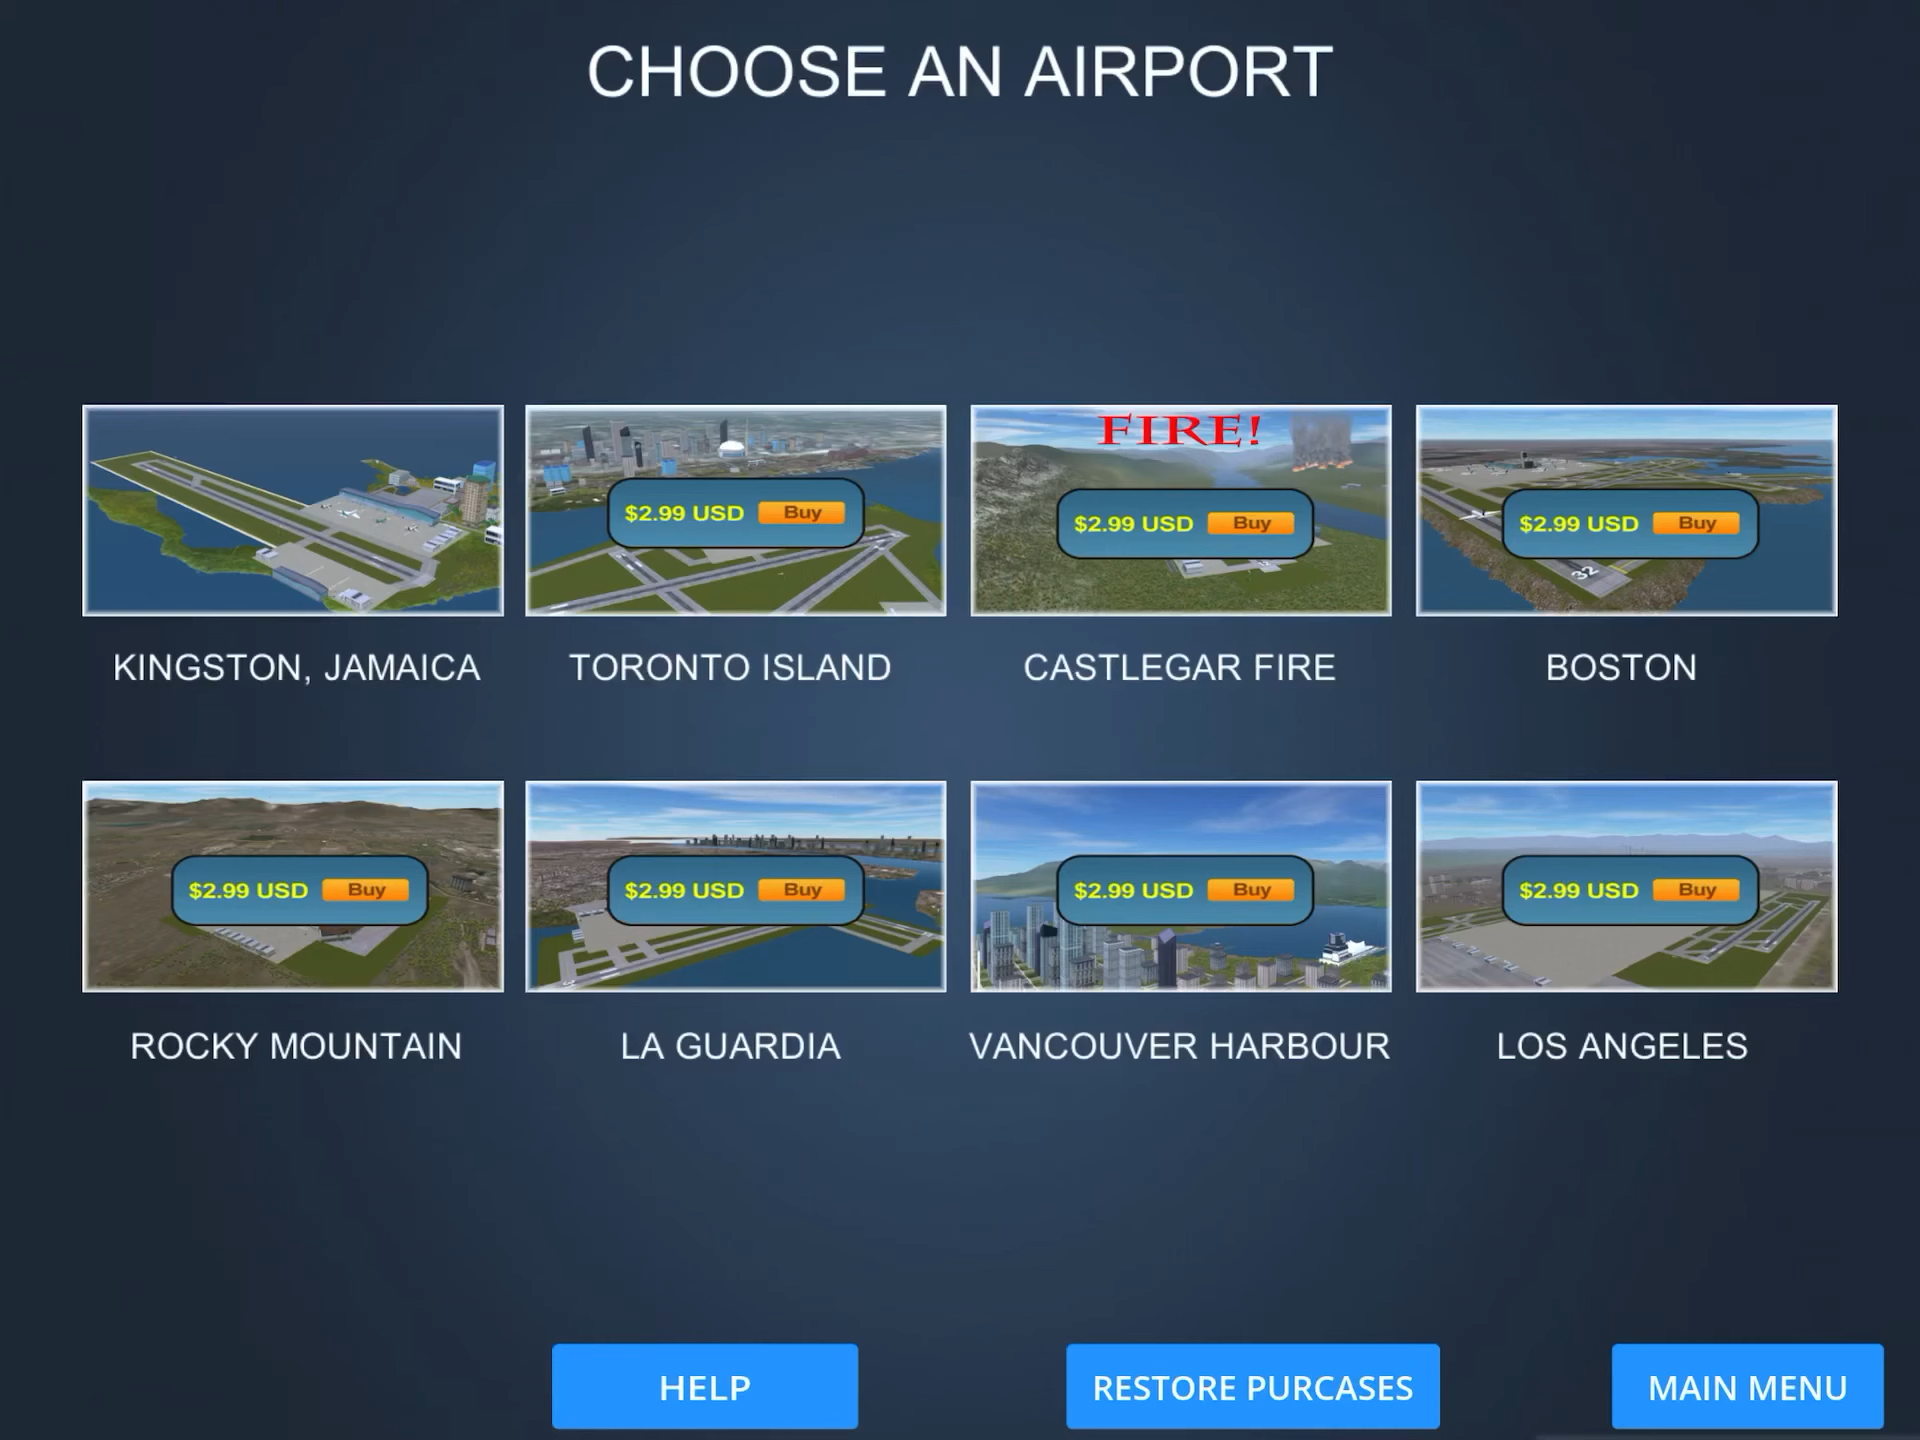 CHOOSE AN AIRPORT
FIRE!
$2.99 USD Buy
$2.99 USD Buy
$2.99 USD Buy
32
KINGSTON, JAMAICA
TORONTO ISLAND
CASTLEGAR FIRE
BOSTON
$2.99 USD Buy
$2.99 USD Buy
$2.99 USD Buy
$2.99 USD Buy
ROCKY MOUNTAIN
LA GUARDIA
VANCOUVER HARBOUR
LOS ANGELES
HELP
RESTORE PURCASES
MAIN MENU